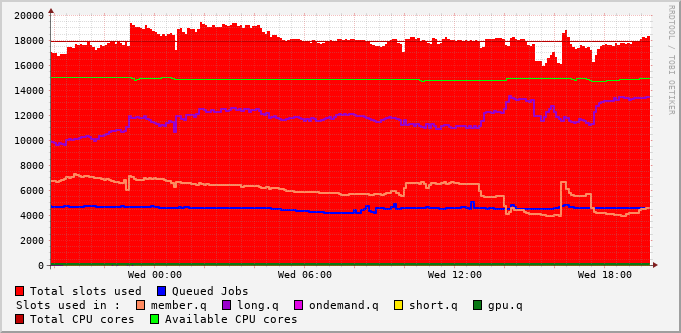 20000
18000
16000
14000
12000
10000
8000
6000
4000
2000
0
Wed 00:00 Wed 06:00 Wed 12:00 Wed 18:00
Total slots used Queued Jobs
Slots used in : member.q long.q ondemand.q short.q gpu.q
Total CPU cores Available CPU cores
RRDTOOL / TOBI OETIKER